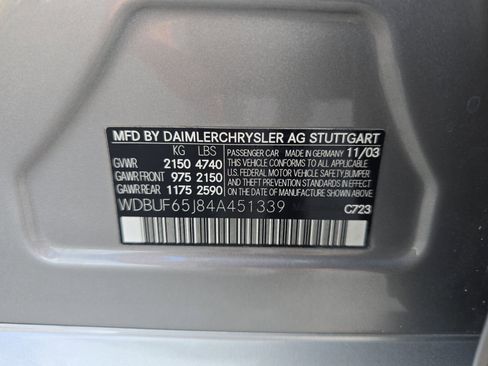 MFD BY DAIMLERCHRYSLER AG STUTTGART
KG LBS
GVWR 2150 4740
GAWR FRONT 975 2150
GAWR REAR 1175 2590
PASSENGER CAR MADE IN GERMANY 11/03
THIS VEHICLE CONFORMS TO ALL APPLICABLE
U.S. FEDERAL MOTOR VEHICLE SAFETY, BUMPER
AND THEFT PREVENTION STANDARDS IN EFFECT
ON THE DATE OF MANUFACTURE SHOWN ABOVE
WDBUF65J84A451339
C723